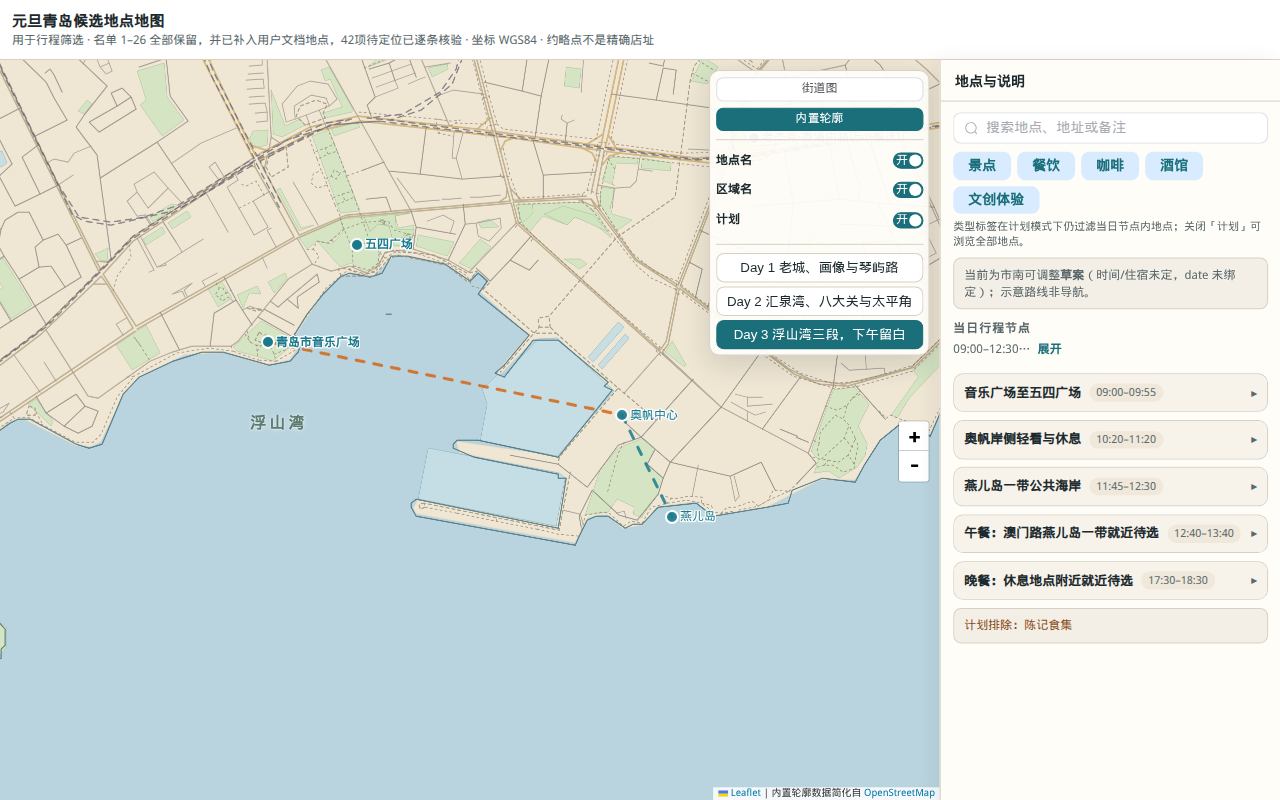 元旦青岛候选地点地图
用于行程筛选 · 名单 1–26 全部保留，并已补入用户文档地点，42项待定位已逐条核验 · 坐标 WGS84 · 约略点不是精确店址
街道图
内置轮廓
地点名 开
区域名 开
计划 开
Day 1 老城、画像与琴屿路
Day 2 汇泉湾、八大关与太平角
Day 3 浮山湾三段，下午留白
五四广场
青岛市音乐广场
奥帆中心
浮山湾
燕儿岛
+
-
Leaflet | 内置轮廓数据简化自 OpenStreetMap
地点与说明
搜索地点、地址或备注
景点 餐饮 咖啡 酒馆
文创体验
类型标签在计划模式下仍过滤当日节点内地点；关闭「计划」可
浏览全部地点。
当前为市南可调整草案（时间/住宿未定，date 未绑
定）；示意路线非导航。
当日行程节点
09:00–12:30… 展开
音乐广场至五四广场 09:00–09:55
奥帆岸侧轻看与休息 10:20–11:20
燕儿岛一带公共海岸 11:45–12:30
午餐：澳门路燕儿岛一带就近待选 12:40–13:40
晚餐：休息地点附近就近待选 17:30–18:30
计划排除：陈记食集